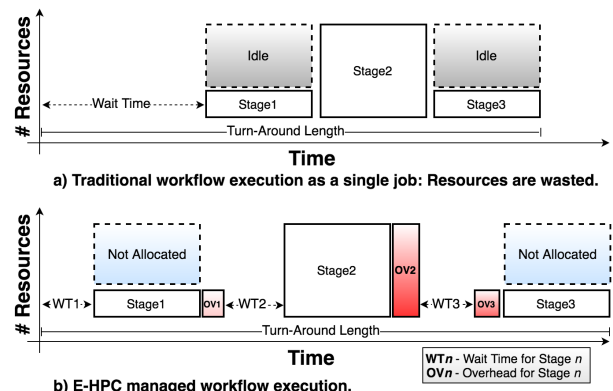 # Resources
Idle
Stage2
Idle
Wait Time
Stage1
Stage3
Turn-Around Length
Time
a) Traditional workflow execution as a single job: Resources are wasted.
# Resources
Not Allocated
Stage2
OV2
Not Allocated
WT1
Stage1
OV1
WT2
WT3
OV3
Stage3
Turn-Around Length
Time
WTn - Wait Time for Stage n
OVn - Overhead for Stage n
b) E-HPC managed workflow execution.